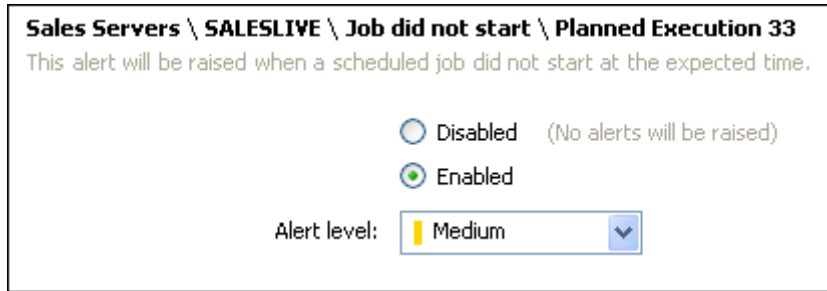 Sales Servers \ SALESLIVE \ Job did not start \ Planned Execution 33
This alert will be raised when a scheduled job did not start at the expected time.
Disabled (No alerts will be raised)
Enabled
Alert level: Medium